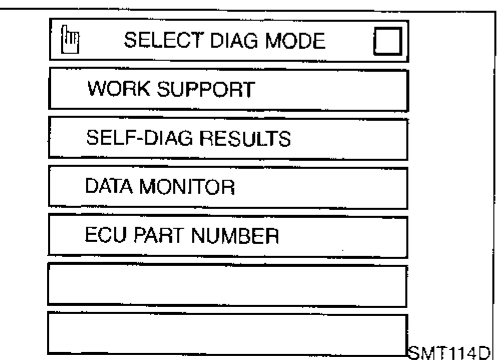 SELECT DIAG MODE
WORK SUPPORT
SELF-DIAG RESULTS
DATA MONITOR
ECU PART NUMBER
SMT114D